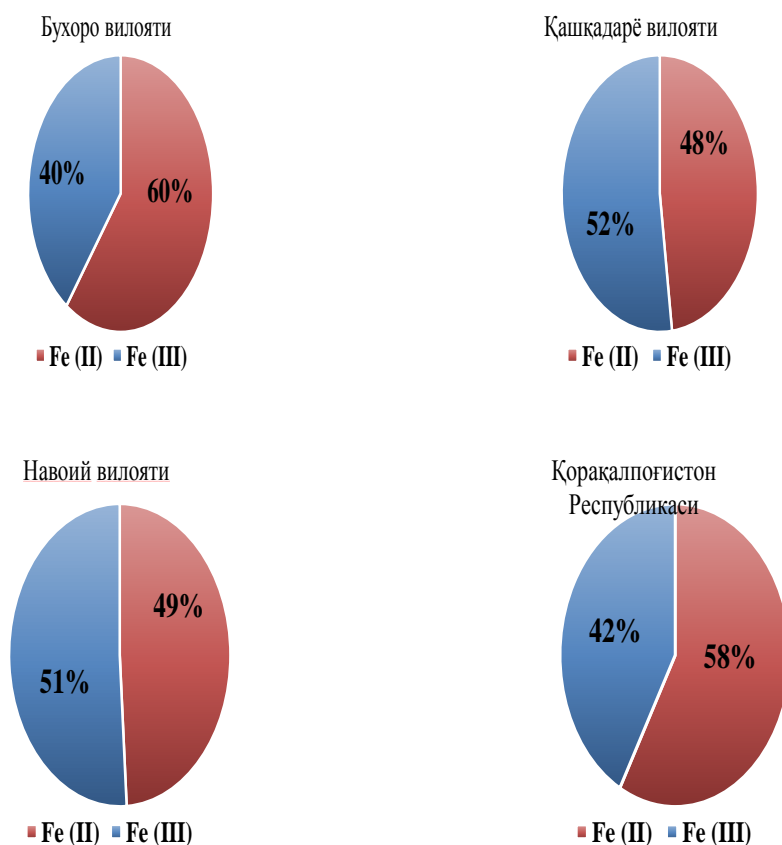 Бухоро вилояти
40%
60%
Fe (II) Fe (III)
Қашқадарё вилояти
48%
52%
Fe (II) Fe (III)
Навоий вилояти
49%
51%
Fe (II) Fe (III)
Қорақалпоғистон
Республикаси
42%
58%
Fe (II) Fe (III)